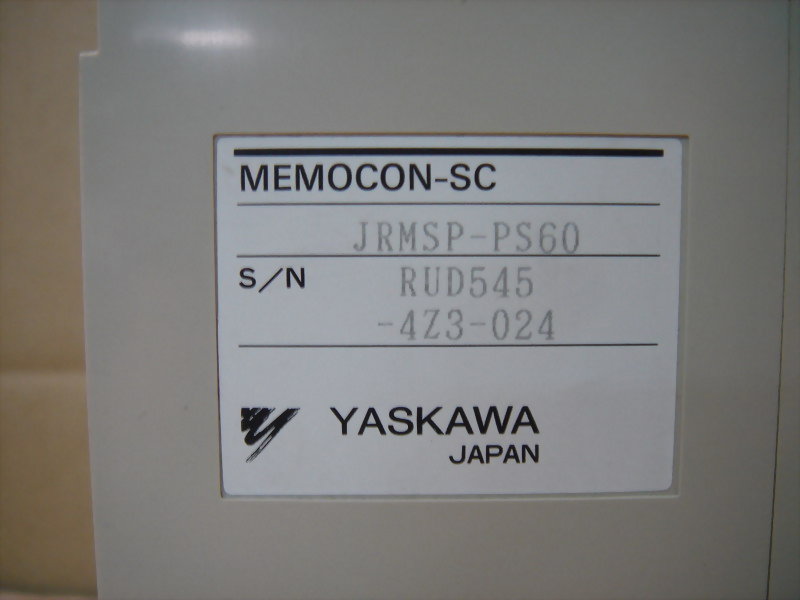 MEMOCON-SC
JRMSP-PS60
S/N RUD545
-4Z3-024
YASKAWA
JAPAN